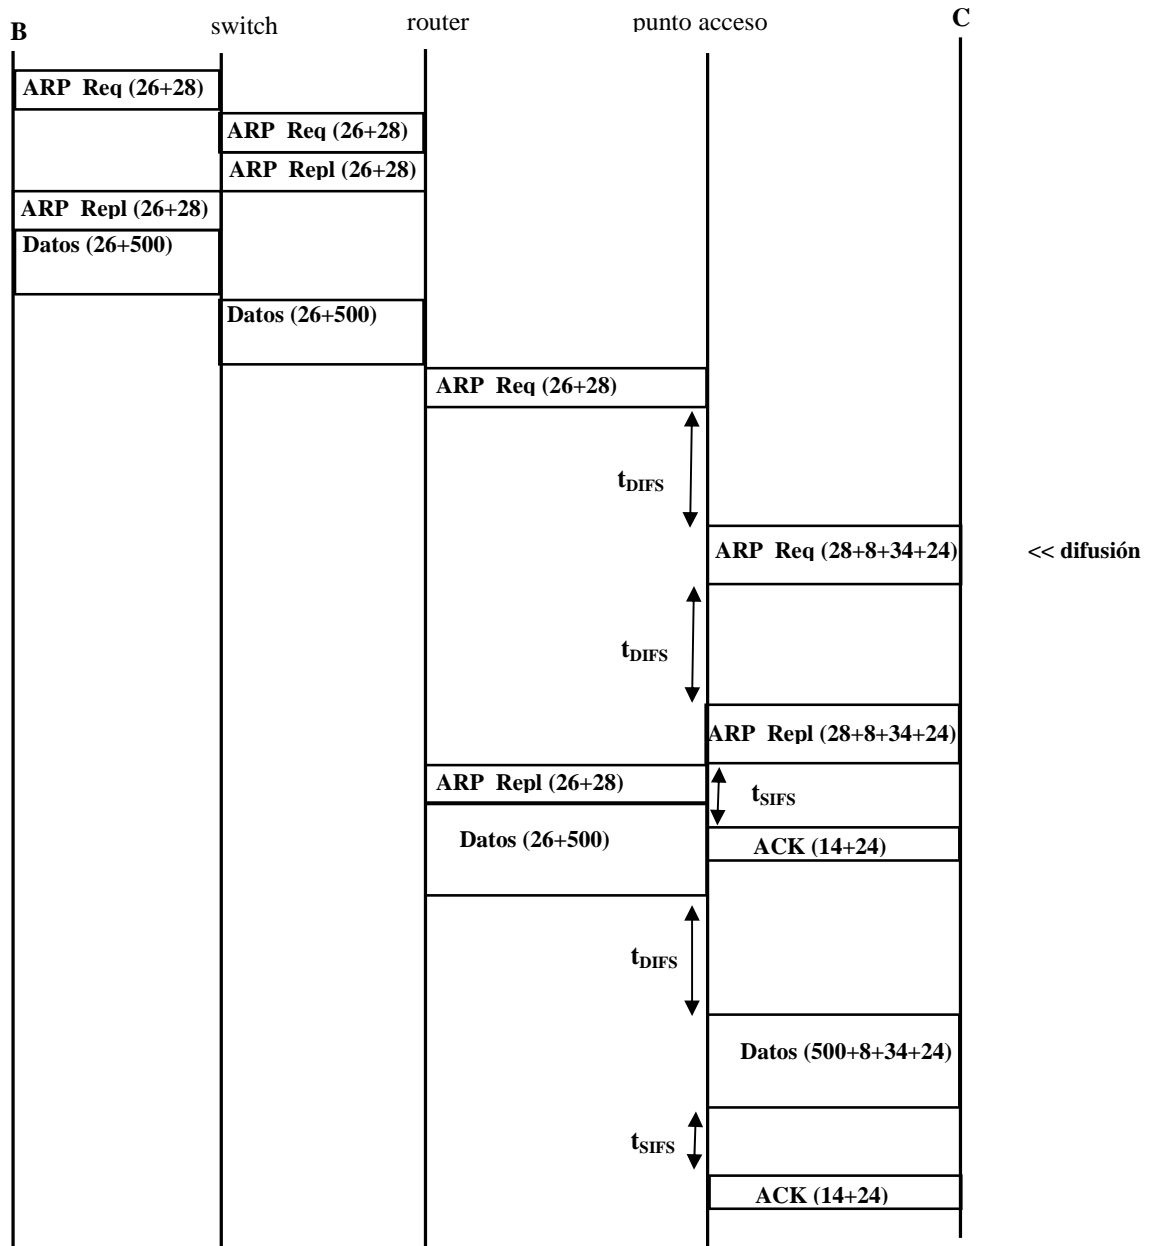 B
switch
router
punto acceso
C
ARP Req (26+28)
ARP Req (26+28)
ARP Repl (26+28)
ARP Repl (26+28)
Datos (26+500)
Datos (26+500)
ARP Req (26+28)
tDIFS
ARP Req (28+8+34+24)
<< difusión
tDIFS
ARP Repl (28+8+34+24)
ARP Repl (26+28)
tSIFS
Datos (26+500)
ACK (14+24)
tDIFS
Datos (500+8+34+24)
tSIFS
ACK (14+24)